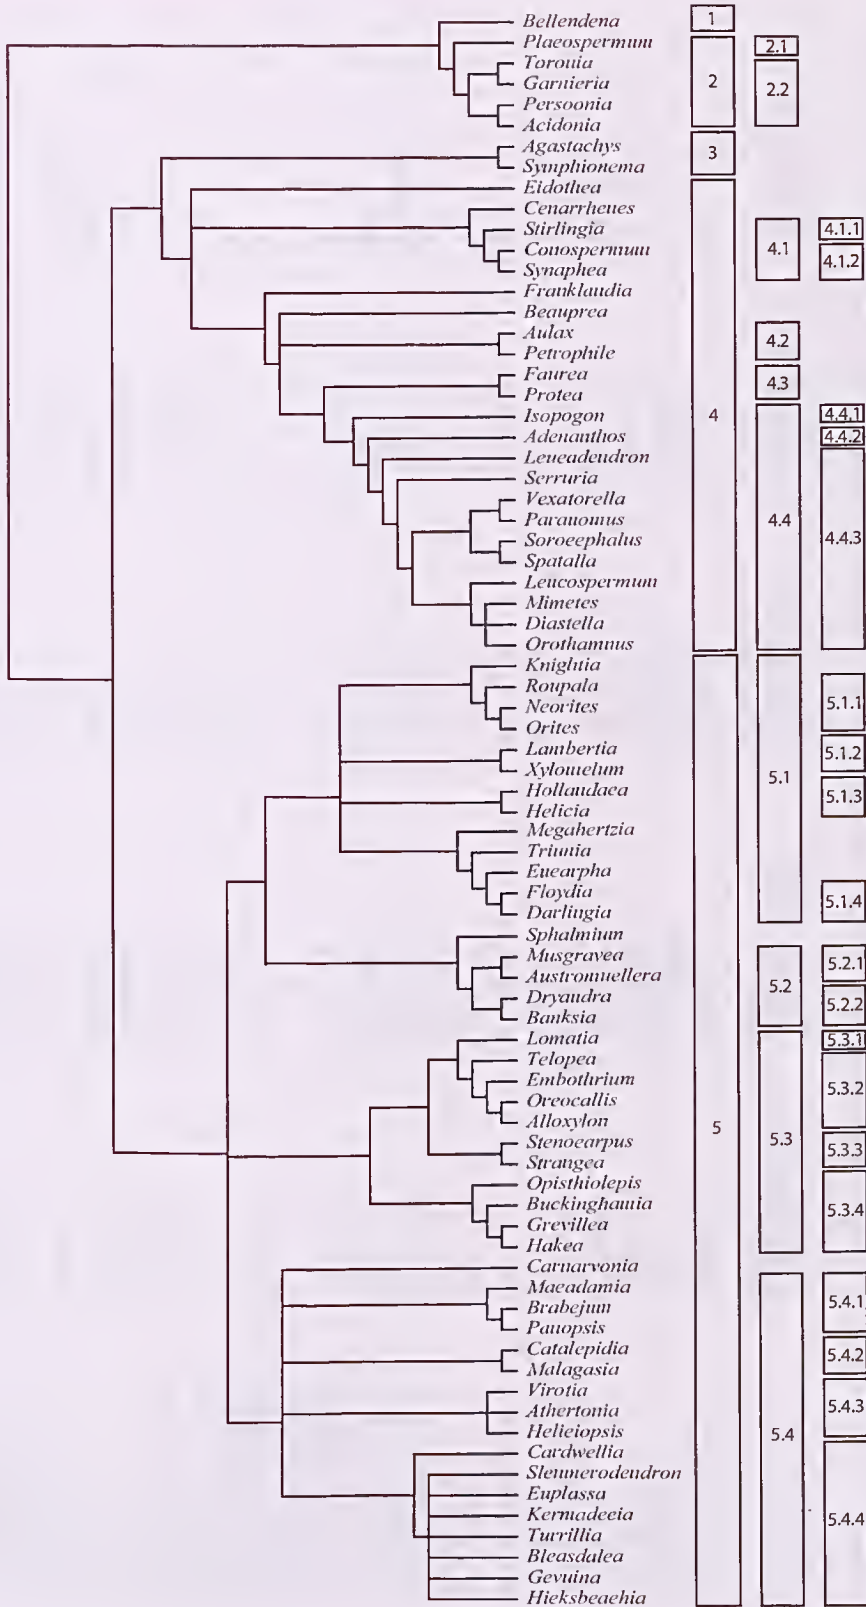 Bellendena 1
Placospermum 2.1
Toronia
Garnieria 2 2.2
Persoonia
Acidonia
Agastachys 3
Symphionema
Eidothea
Cenarrhenes
Stirlingia 4.1.1
Conospermum 4.1
Synaphea 4.1.2
Franklandia
Beauprea
Aulax 4.2
Petrophile
Faurea 4.3
Protea
Isopogon 4 4.4.1
Adenanthos 4.4.2
Leucadendron
Serruria
Vexatorella 4.4
Paranomus
Sorocephalus 4.4.3
Spatalla
Leucospermum
Mimetes
Diastella
Orothamnus
Knightia
Roupala 5.1.1
Neorites
Orites
Lambertia 5.1.2
Xylomelum 5.1
Hollandaea 5.1.3
Helicia
Megahertzia
Triunia
Eucarpha
Floydia 5.1.4
Darlingia
Sphalmium
Musgravea 5.2.1
Austromuellera 5.2
Dryandra 5.2.2
Banksia
Lomatia 5.3.1
Telopea
Embothrium 5.3.2
Oreocallis
Alloxylon 5 5.3
Stenocarpus 5.3.3
Strangea
Opisthiolepis
Buckinghamia 5.3.4
Grevillea
Hakea
Carnarvonia
Macadamia 5.4.1
Brabejum
Panopsis
Catalepidia 5.4.2
Malagasia
Virotia 5.4.3
Athertonia 5.4
Heliciopsis
Cardwellia
Sleumerodendron
Euplassa
Kermadecia 5.4.4
Turrillia
Bleasdalea
Gevuina
Hicksbeachia